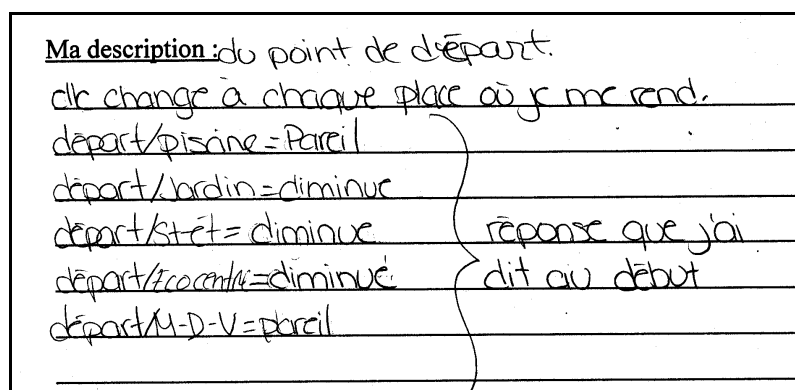 Ma description : du point de départ.
elle change à chaque place où je me rend.
départ/piscine = Pareil
départ/Jardin = diminue
départ/St-ét = diminue
réponse que j'ai
départ/Ecocentre = diminué
dit au début
départ/M-D-V = pareil